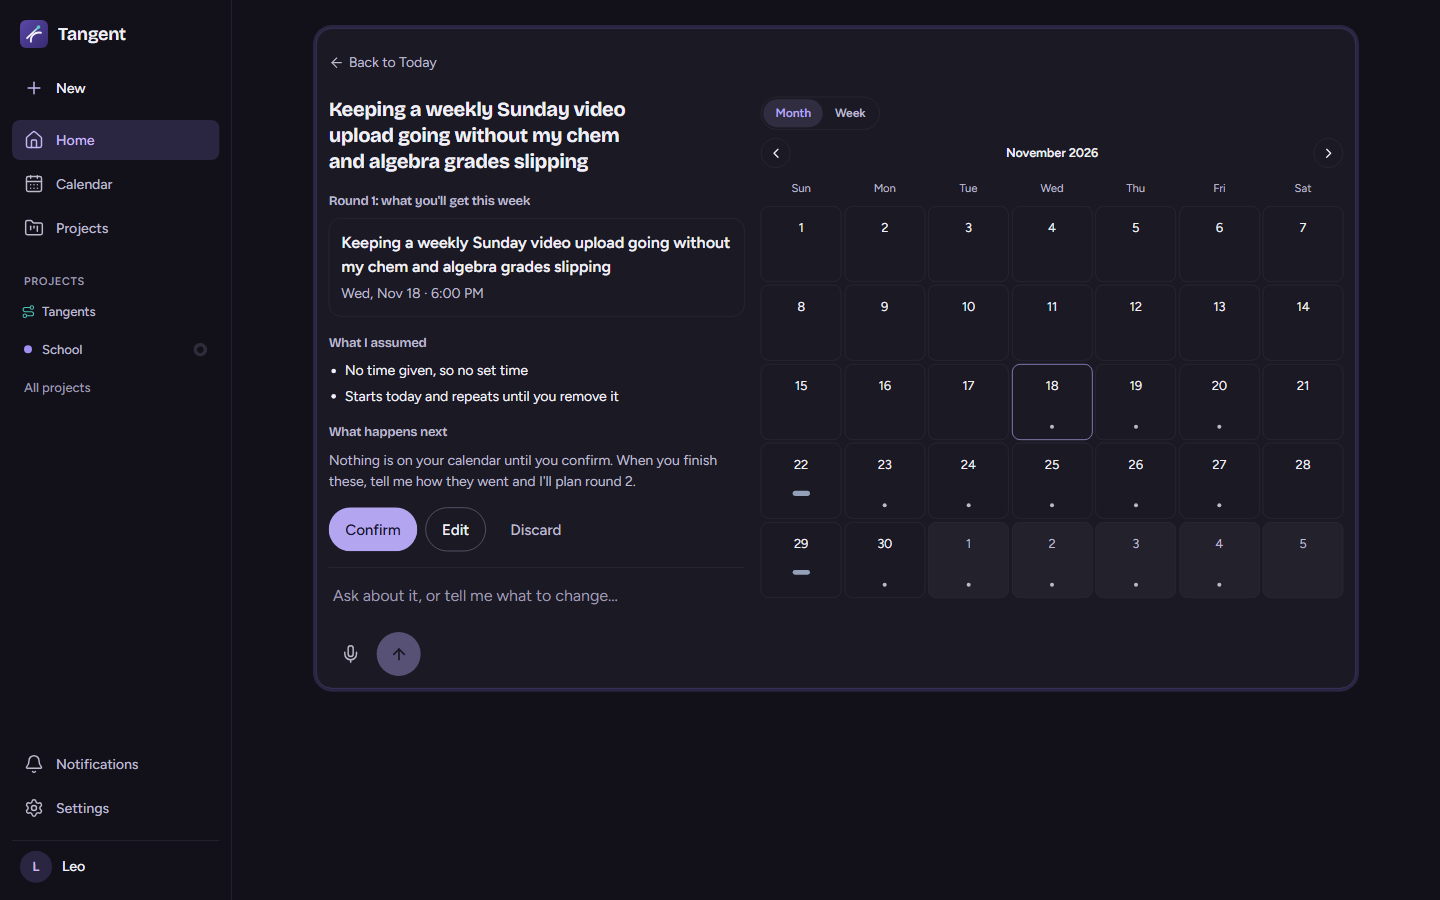 Tangent
New
Home
Calendar
Projects
PROJECTS
Tangents
School
All projects
Notifications
Settings
L
Leo
Back to Today
Keeping a weekly Sunday video
upload going without my chem
and algebra grades slipping
Round 1: what you'll get this week
Keeping a weekly Sunday video upload going without
my chem and algebra grades slipping
Wed, Nov 18 · 6:00 PM
What I assumed
• No time given, so no set time
• Starts today and repeats until you remove it
What happens next
Nothing is on your calendar until you confirm. When you finish
these, tell me how they went and I'll plan round 2.
Confirm Edit Discard
Ask about it, or tell me what to change...
Month Week
November 2026
Sun Mon Tue Wed Thu Fri Sat
1 2 3 4 5 6 7
8 9 10 11 12 13 14
15 16 17 18 19 20 21
22 23 24 25 26 27 28
29 30 1 2 3 4 5